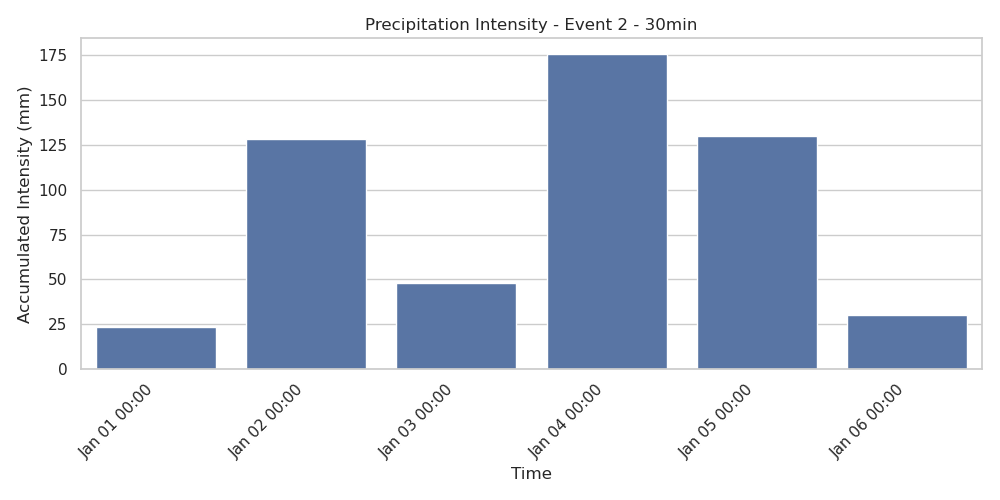 Precipitation Intensity - Event 2 - 30min
Accumulated Intensity (mm)
175
150
125
100
75
50
25
0
Jan 01 00:00
Jan 02 00:00
Jan 03 00:00
Jan 04 00:00
Jan 05 00:00
Jan 06 00:00
Time